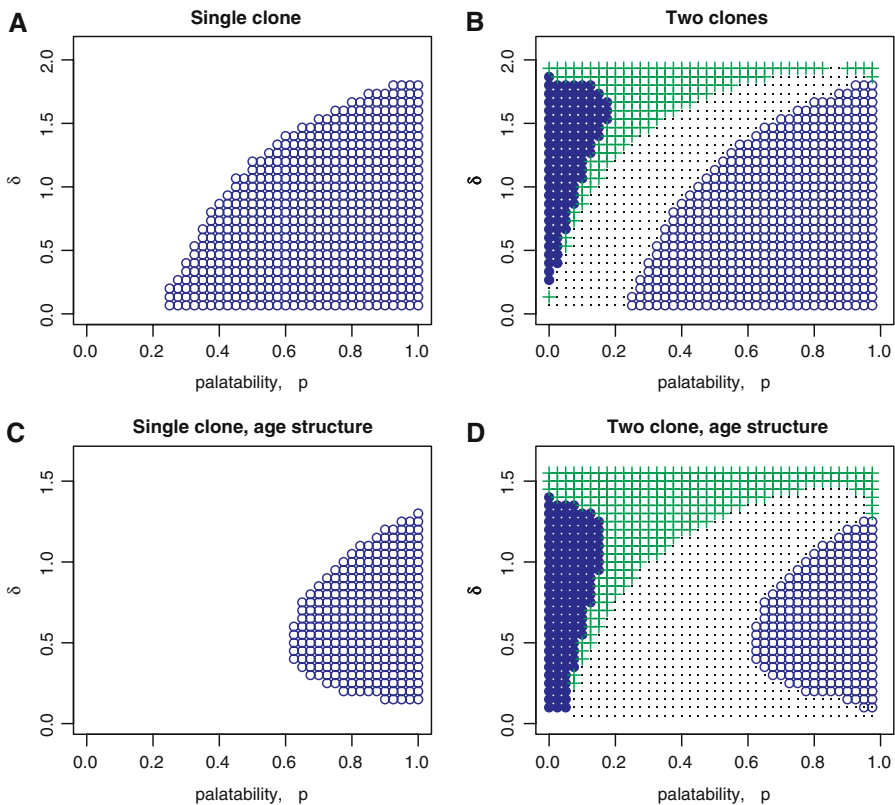 A
Single clone
δ
2.0
1.5
1.0
0.5
0.0
0.0 0.2 0.4 0.6 0.8 1.0
palatability, p
B
Two clones
δ
2.0
1.5
1.0
0.5
0.0
0.0 0.2 0.4 0.6 0.8 1.0
palatability, p
C
Single clone, age structure
δ
1.5
1.0
0.5
0.0
0.0 0.2 0.4 0.6 0.8 1.0
palatability, p
D
Two clone, age structure
δ
1.5
1.0
0.5
0.0
0.0 0.2 0.4 0.6 0.8 1.0
palatability, p